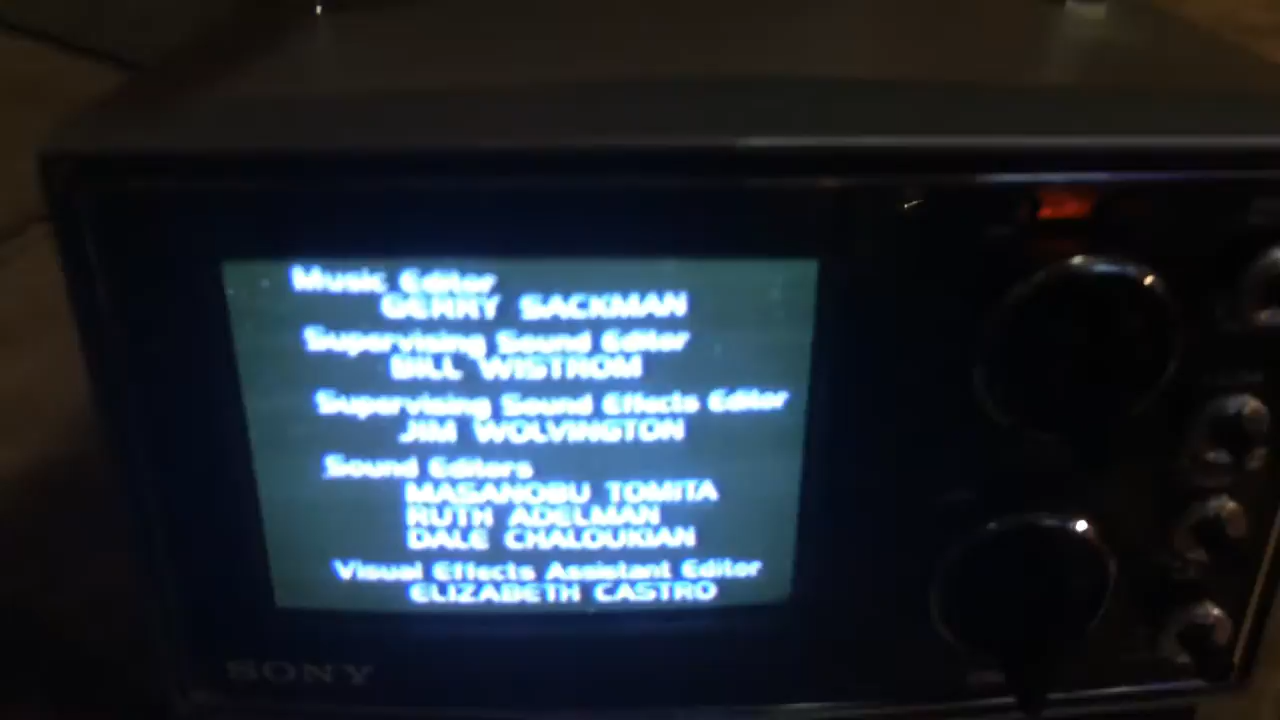 Music Editor
GERRY SACKMAN
Supervising Sound Editor
BILL WISTROM
Supervising Sound Effects Editor
JIM WOLVINGTON
Sound Editors
MASANOBU TOMITA
RUTH ADELMAN
DALE CHALOUKIAN
Visual Effects Assistant Editor
ELIZABETH CASTRO
SONY